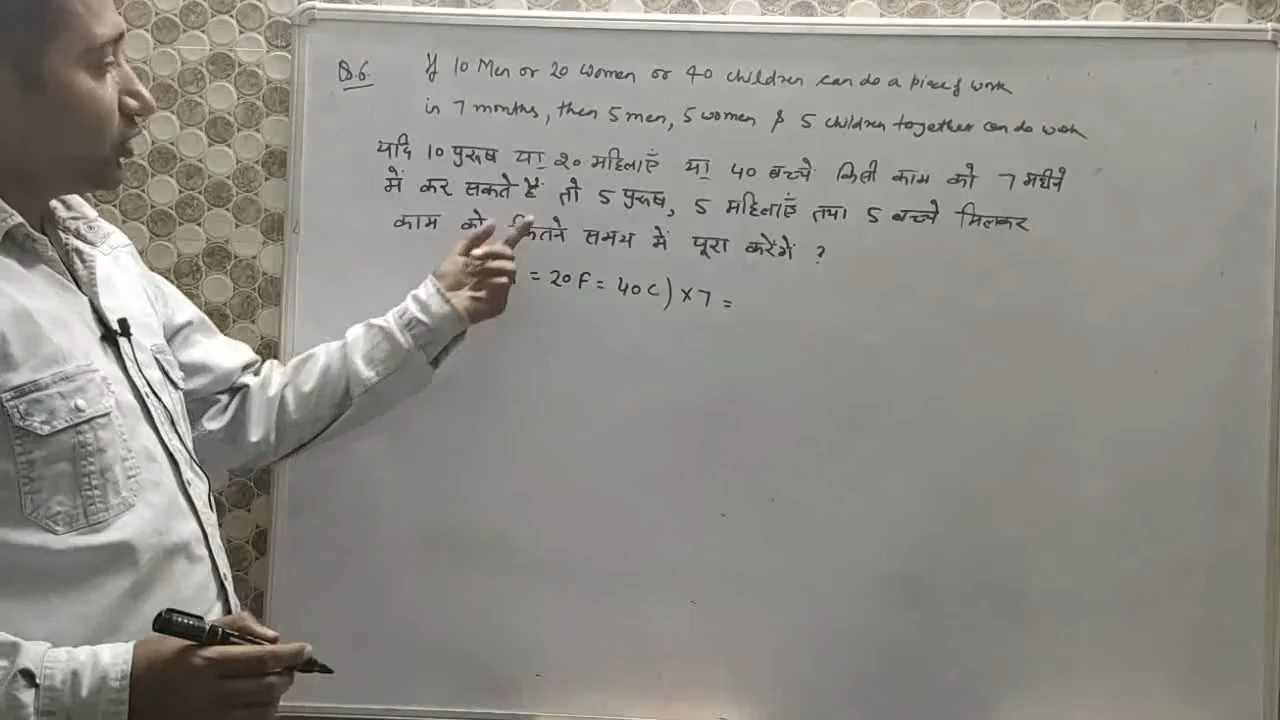 Q.6. If 10 Men or 20 Women or 40 children can do a piece of work
in 7 months, then 5 men, 5 women & 5 children together can do work
यदि 10 पुरूष या 20 महिलाएँ या 40 बच्चे किसी काम को 7 महीने
में कर सकते हैं तो 5 पुरूष, 5 महिलाएँ तथा 5 बच्चे मिलकर
काम को कितने समय में पूरा करेंगें ?
= 20F = 40C) × 7 =